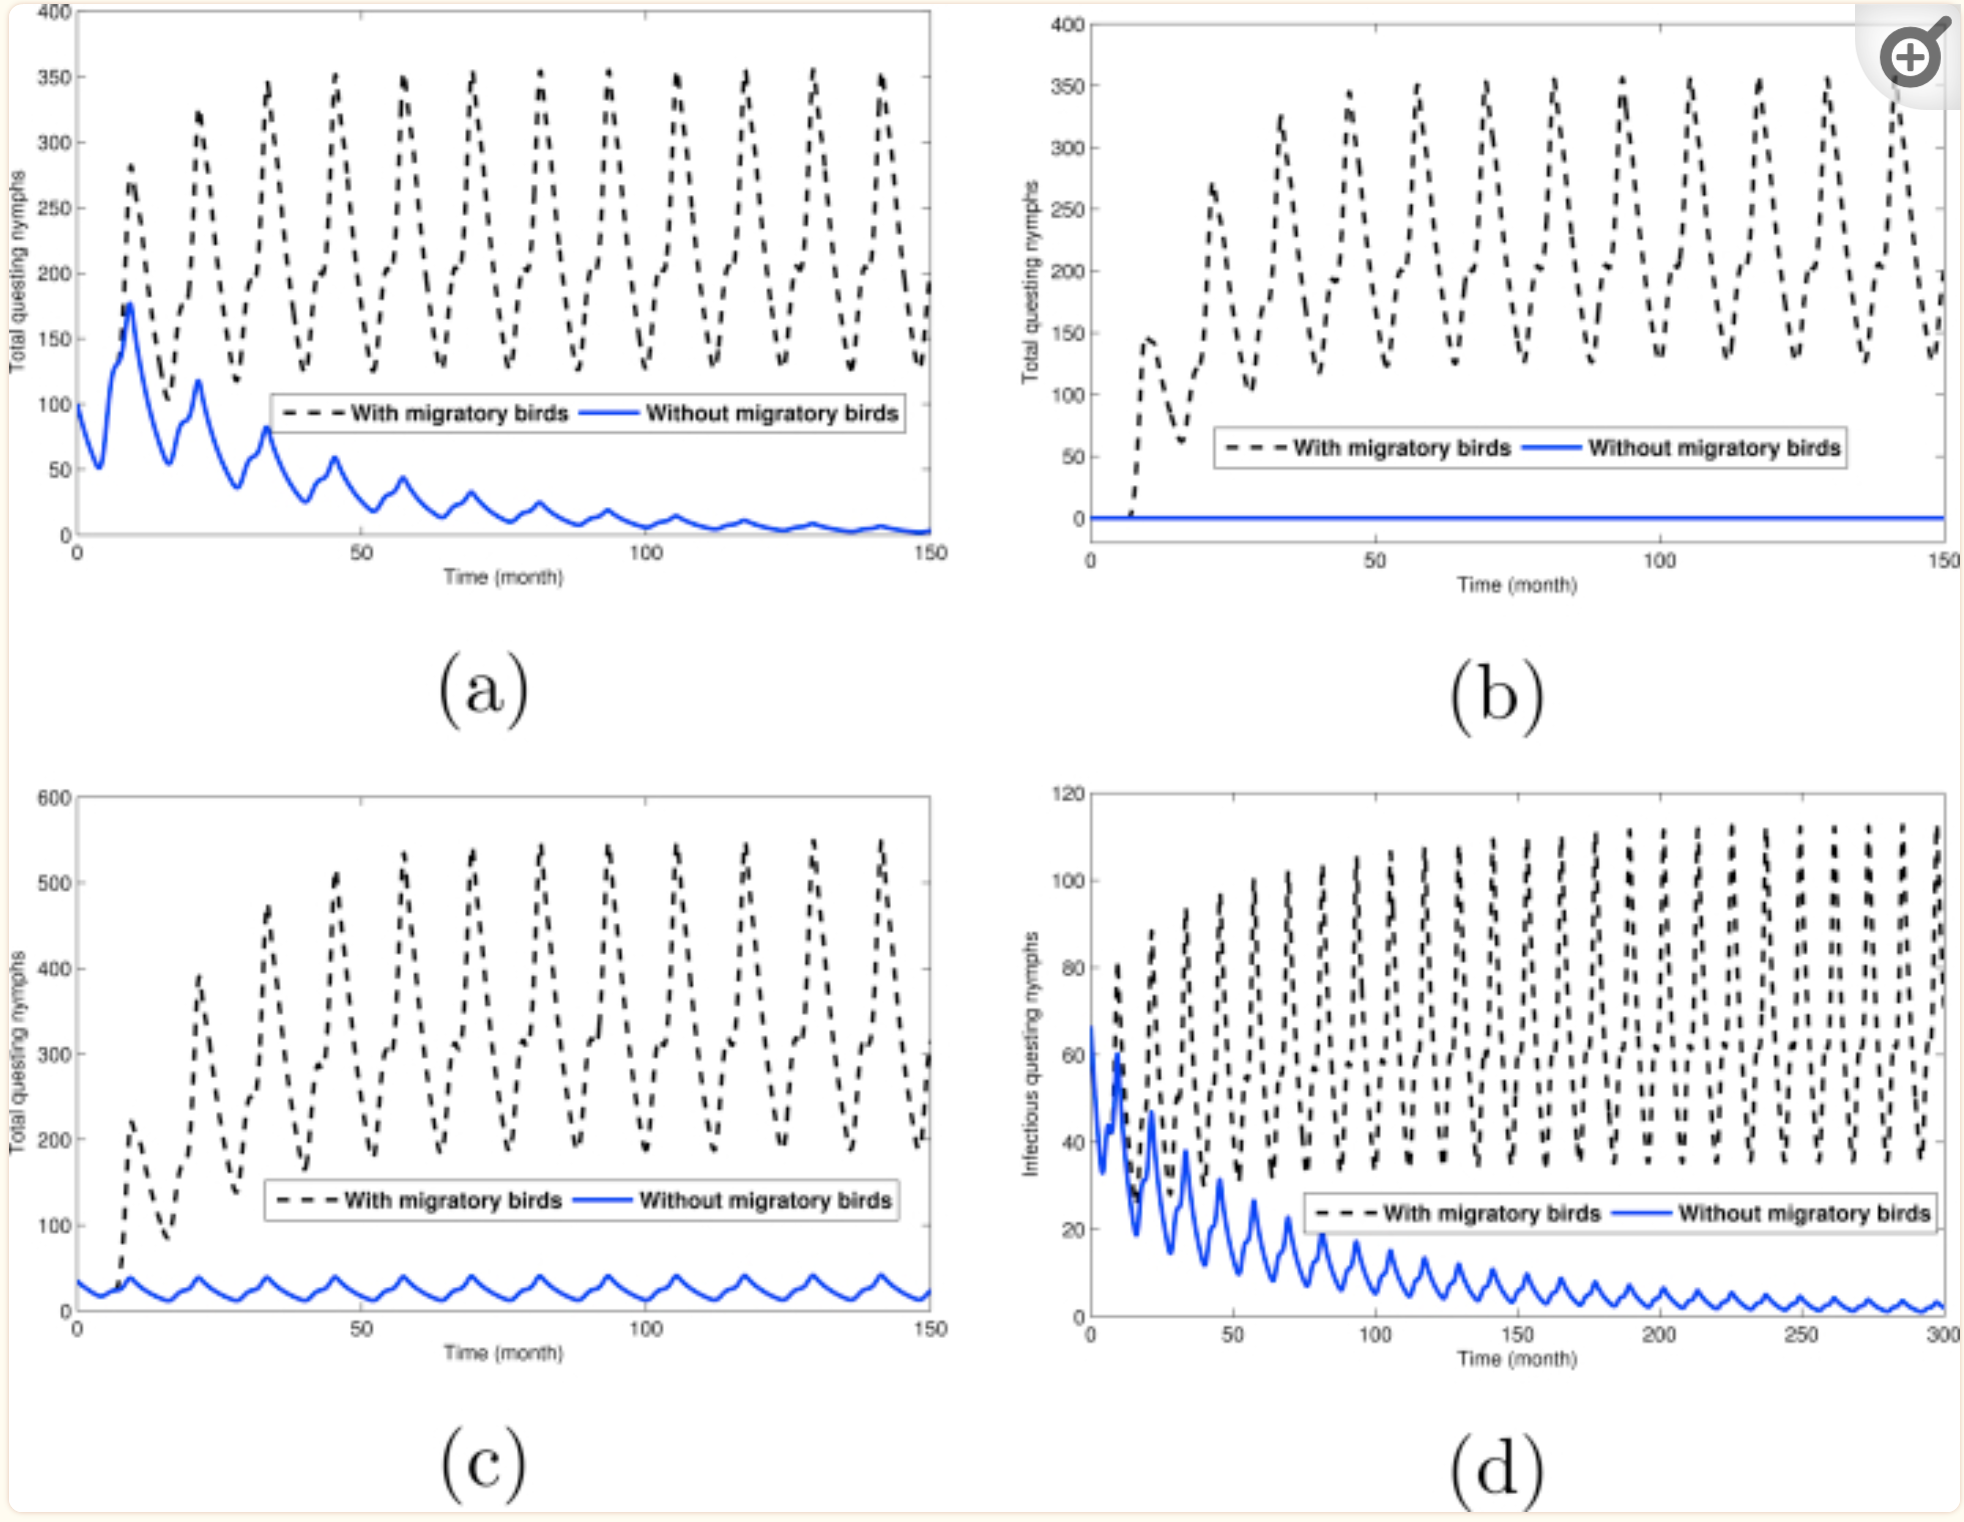 400
350
300
250
200
150
100
50
0
Total questing nymphs
With migratory birds Without migratory birds
0 50 100 150
Time (month)
(a)
400
350
300
250
200
150
100
50
0
Total questing nymphs
With migratory birds Without migratory birds
0 50 100 150
Time (month)
(b)
600
500
400
300
200
100
0
Total questing nymphs
With migratory birds Without migratory birds
0 50 100 150
Time (month)
(c)
120
100
80
60
40
20
0
Infectious questing nymphs
With migratory birds Without migratory birds
0 50 100 150 200 250 300
Time (month)
(d)